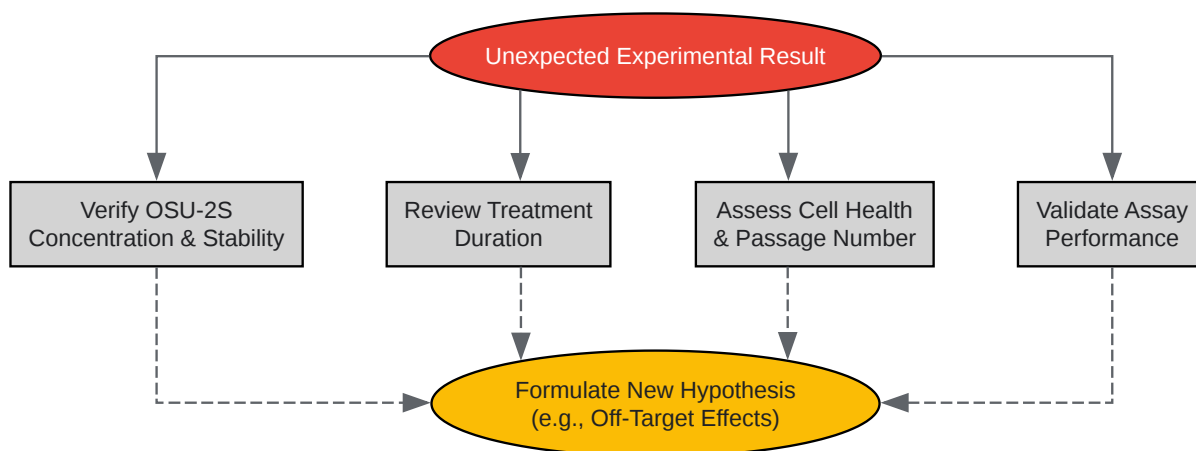 Unexpected Experimental Result
Verify OSU-2S
Concentration & Stability
Review Treatment
Duration
Assess Cell Health
& Passage Number
Validate Assay
Performance
Formulate New Hypothesis
(e.g., Off-Target Effects)